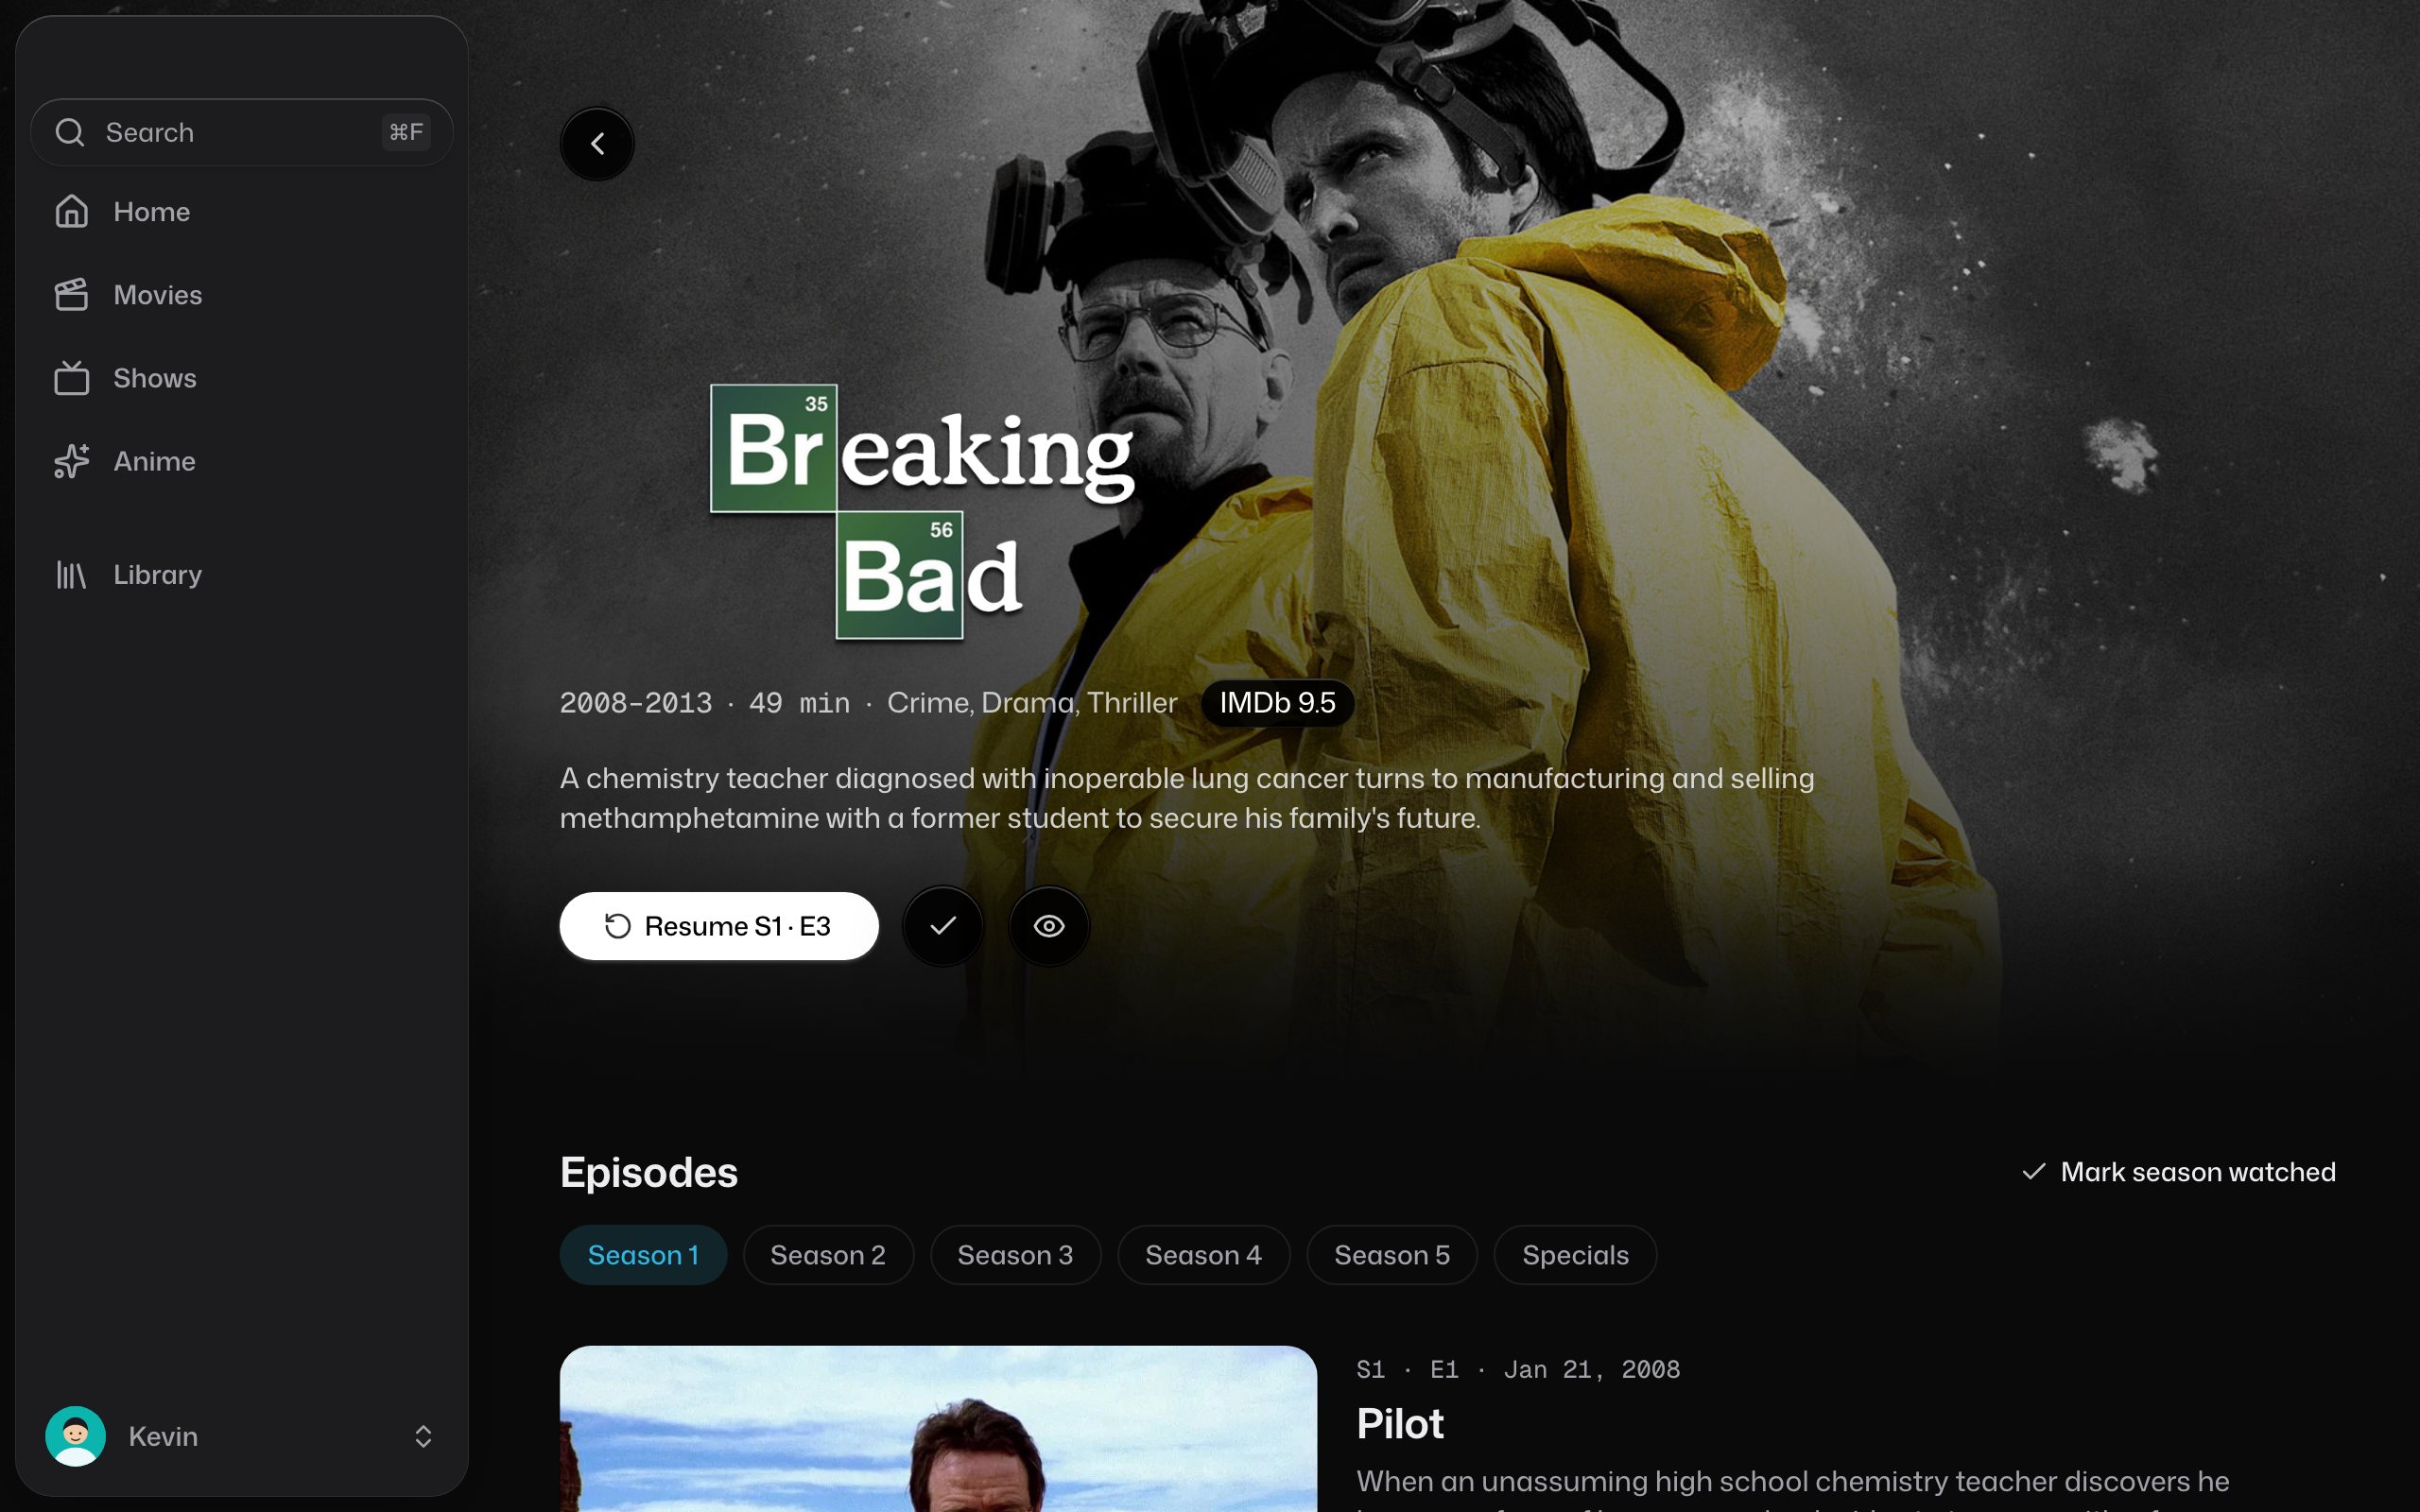 Search ⌘F
Home
Movies
Shows
Anime
Library
Kevin
35
Breaking
56
Bad
2008–2013 · 49 min · Crime, Drama, Thriller IMDb 9.5
A chemistry teacher diagnosed with inoperable lung cancer turns to manufacturing and selling
methamphetamine with a former student to secure his family's future.
Resume S1 · E3
Episodes
Mark season watched
Season 1 Season 2 Season 3 Season 4 Season 5 Specials
S1 · E1 · Jan 21, 2008
Pilot
When an unassuming high school chemistry teacher discovers he